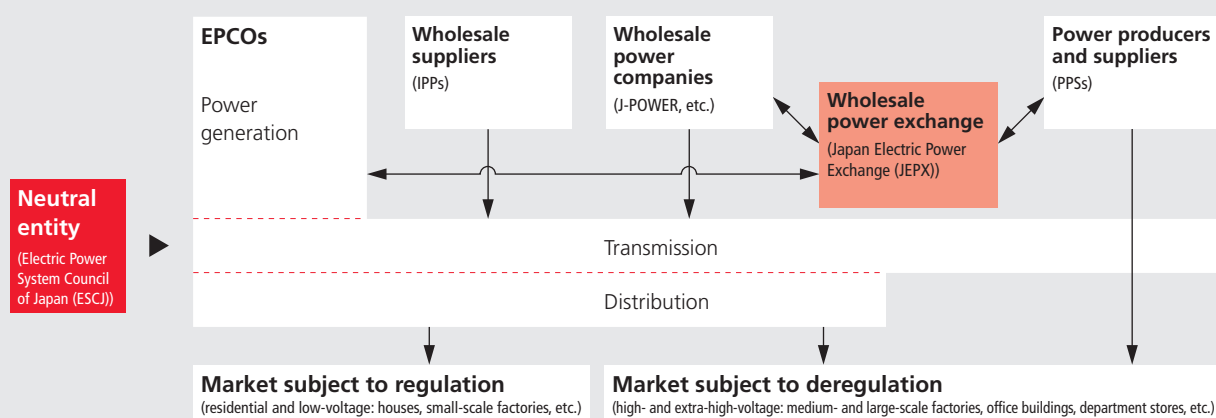 EPCOs
Power
generation
Wholesale
suppliers
(IPPs)
Wholesale
power
companies
(J-POWER, etc.)
Wholesale
power exchange
(Japan Electric Power
Exchange (JEPX))
Power producers
and suppliers
(PPSs)
Neutral
entity
(Electric Power
System Council
of Japan (ESCJ))
Transmission
Distribution
Market subject to regulation
(residential and low-voltage: houses, small-scale factories, etc.)
Market subject to deregulation
(high- and extra-high-voltage: medium- and large-scale factories, office buildings, department stores, etc.)